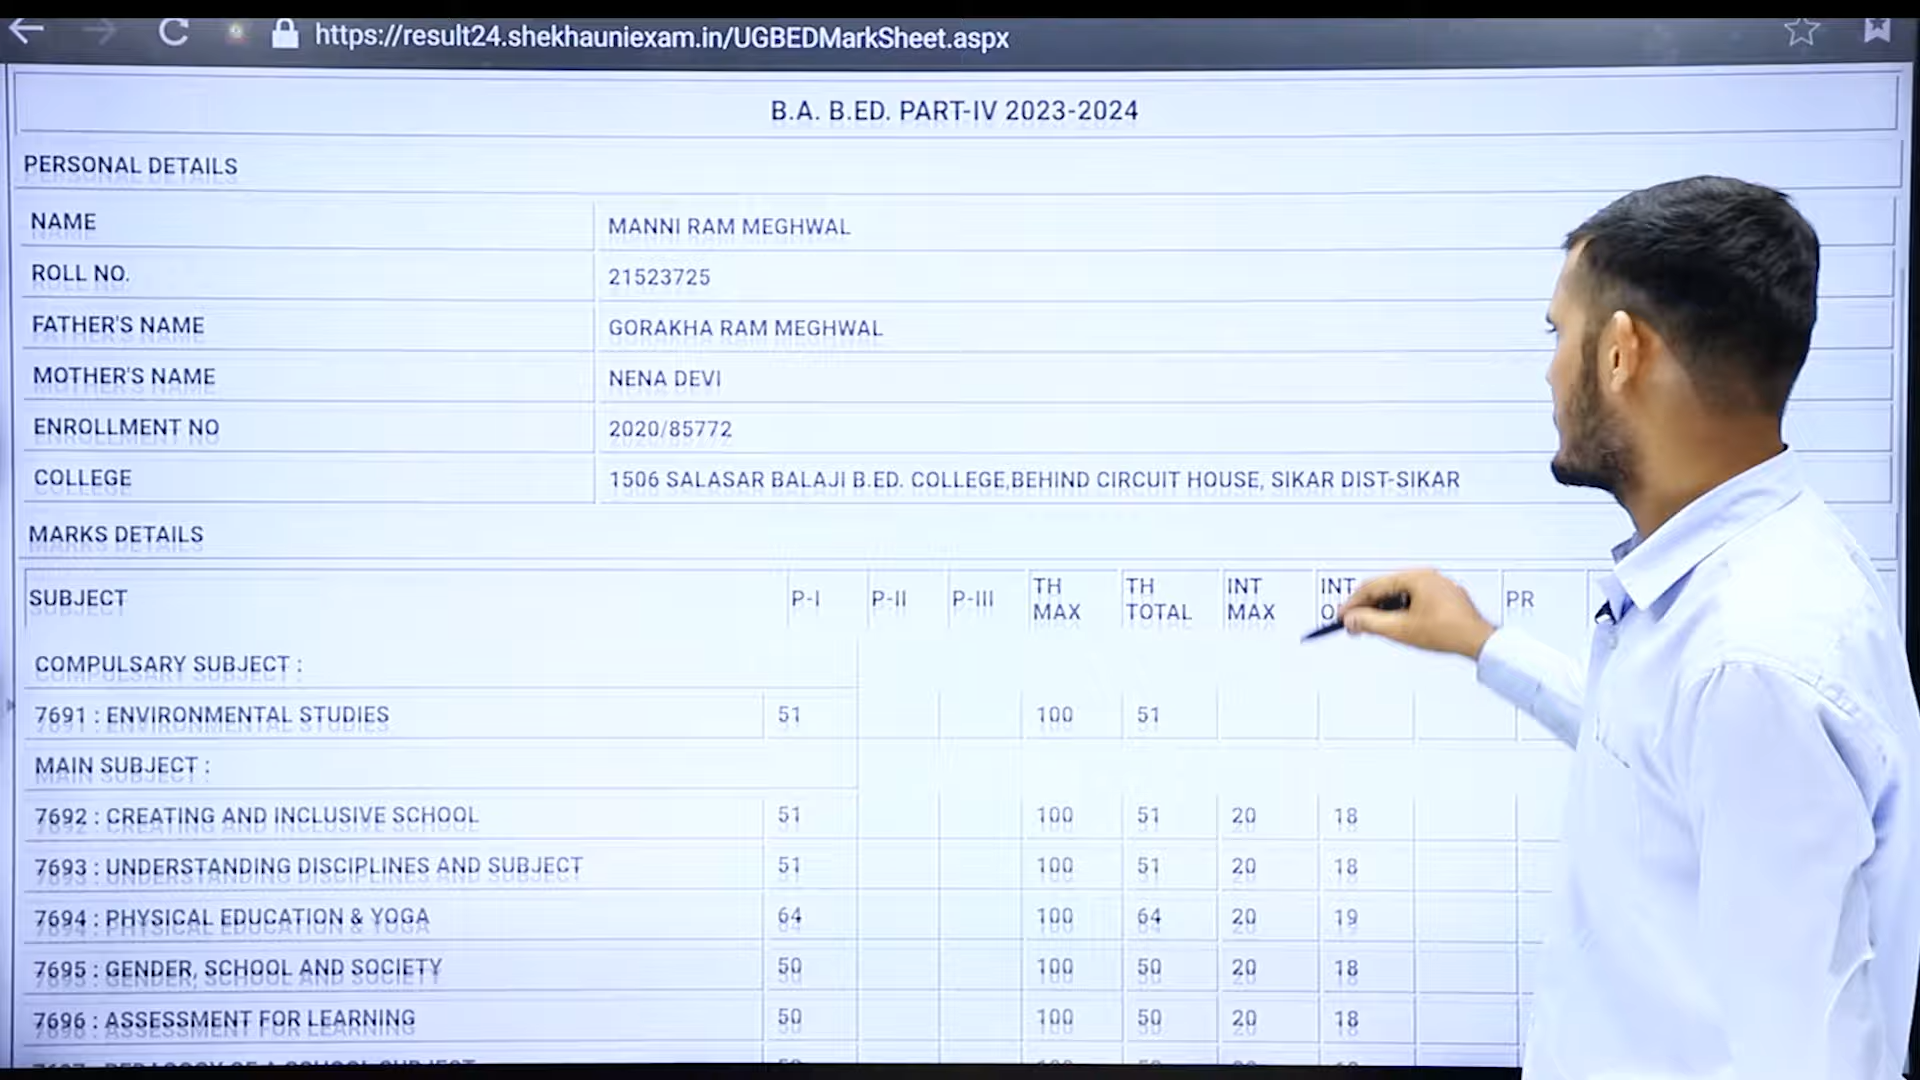 https://result24.shekhauniexam.in/UGBEDMarkSheet.aspx
B.A. B.ED. PART-IV 2023-2024
PERSONAL DETAILS
NAME MANNI RAM MEGHWAL
ROLL NO. 21523725
FATHER'S NAME GORAKHA RAM MEGHWAL
MOTHER'S NAME NENA DEVI
ENROLLMENT NO 2020/85772
COLLEGE 1506 SALASAR BALAJI B.ED. COLLEGE,BEHIND CIRCUIT HOUSE, SIKAR DIST-SIKAR
MARKS DETAILS
SUBJECT P-I P-II P-III TH MAX TH TOTAL INT MAX INT PR
COMPULSARY SUBJECT :
7691 : ENVIRONMENTAL STUDIES 51 100 51
MAIN SUBJECT :
7692 : CREATING AND INCLUSIVE SCHOOL 51 100 51 20 18
7693 : UNDERSTANDING DISCIPLINES AND SUBJECT 51 100 51 20 18
7694 : PHYSICAL EDUCATION & YOGA 64 100 64 20 19
7695 : GENDER, SCHOOL AND SOCIETY 50 100 50 20 18
7696 : ASSESSMENT FOR LEARNING 50 100 50 20 18